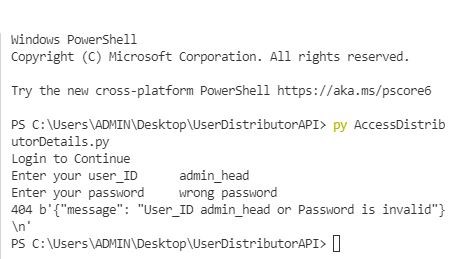 Windows PowerShell
Copyright (C) Microsoft Corporation. All rights reserved.
Try the new cross-platform PowerShell https://aka.ms/pscore6
PS C:\Users\ADMIN\Desktop\UserDistributorAPI> py AccessDistrib
utorDetails.py
Login to Continue
Enter your user_ID     admin_head
Enter your password    wrong password
404 b'{"message": "User_ID admin_head or Password is invalid"}
\n'
PS C:\Users\ADMIN\Desktop\UserDistributorAPI>